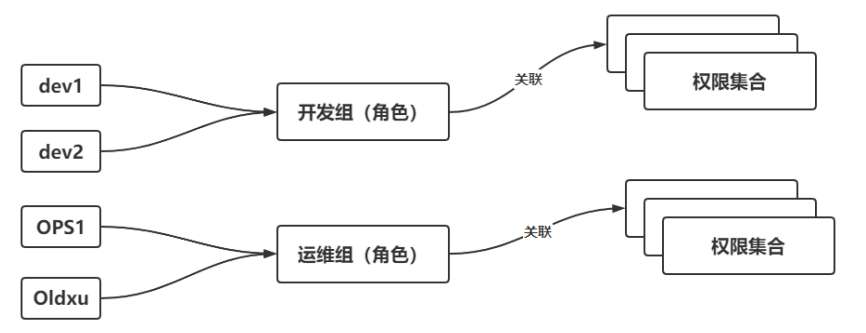 dev1
dev2
开发组（角色）
关联
权限集合
OPS1
Oldxu
运维组（角色）
关联
权限集合